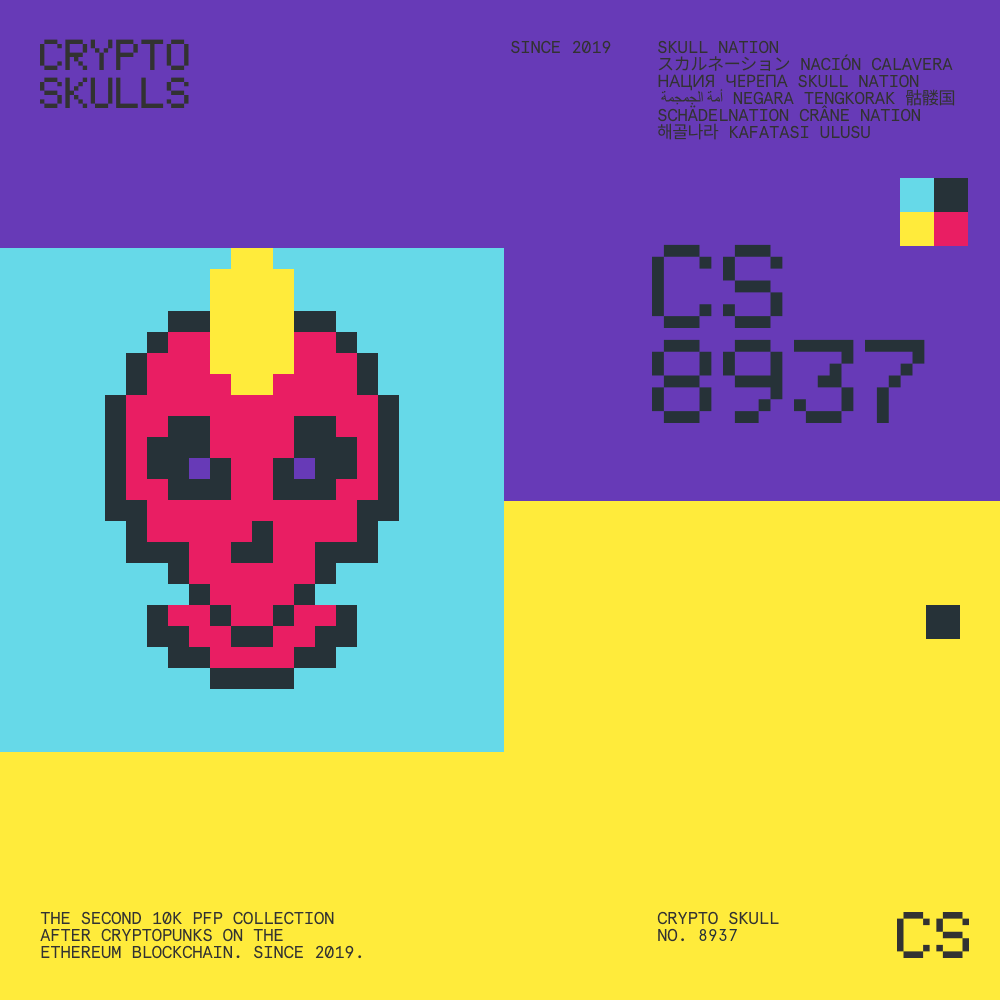 CRYPTO
SKULLS
SINCE 2019
SKULL NATION
スカルネーション NACIÓN CALAVERA
НАЦИЯ ЧЕРЕПА SKULL NATION
أمة الجمجمة NEGARA TENGKORAK 骷髅国
SCHÄDELNATION CRÂNE NATION
해골나라 KAFATASI ULUSU
CS
8937
THE SECOND 10K PFP COLLECTION
AFTER CRYPTOPUNKS ON THE
ETHEREUM BLOCKCHAIN. SINCE 2019.
CRYPTO SKULL
NO. 8937
CS